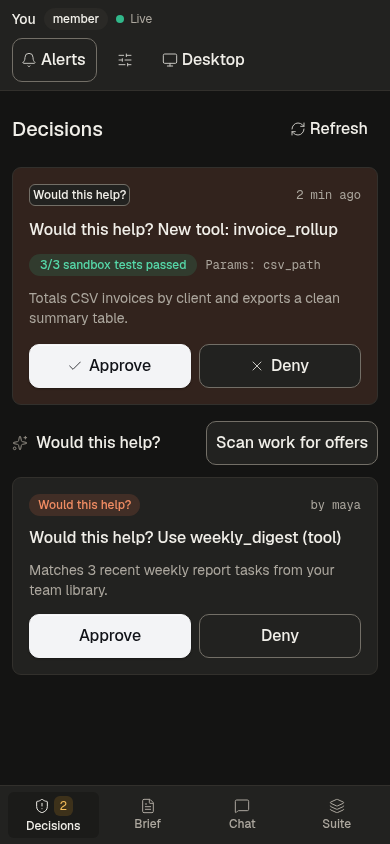 You member Live
Alerts Desktop
Decisions Refresh
Would this help? 2 min ago
Would this help? New tool: invoice_rollup
3/3 sandbox tests passed Params: csv_path
Totals CSV invoices by client and exports a clean
summary table.
Approve Deny
Would this help? Scan work for offers
Would this help? by maya
Would this help? Use weekly_digest (tool)
Matches 3 recent weekly report tasks from your
team library.
Approve Deny
2
Decisions Brief Chat Suite